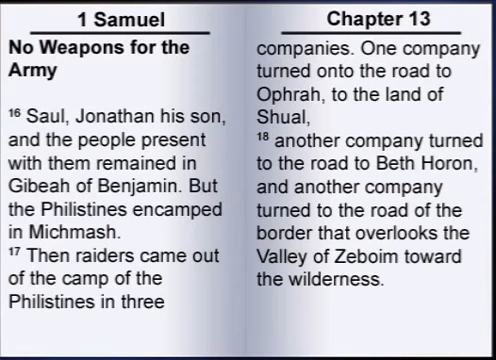 1 Samuel
No Weapons for the
Army
¹⁶ Saul, Jonathan his son,
and the people present
with them remained in
Gibeah of Benjamin. But
the Philistines encamped
in Michmash.
¹⁷ Then raiders came out
of the camp of the
Philistines in three
Chapter 13
companies. One company
turned onto the road to
Ophrah, to the land of
Shual,
¹⁸ another company turned
to the road to Beth Horon,
and another company
turned to the road of the
border that overlooks the
Valley of Zeboim toward
the wilderness.